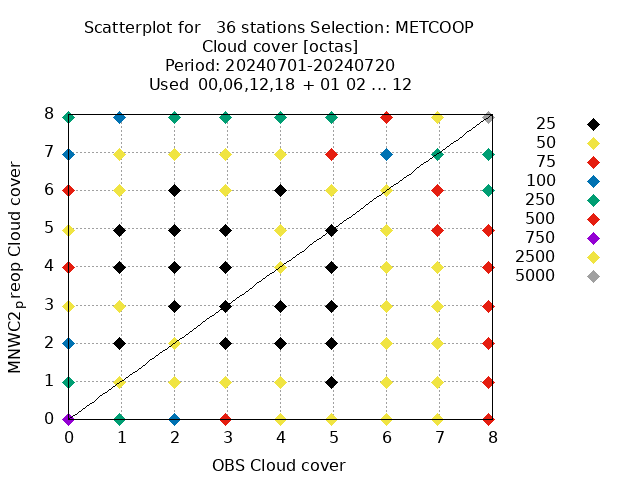 Scatterplot for 36 stations Selection: METCOOP
Cloud cover [octas]
Period: 20240701-20240720
Used 00,06,12,18 + 01 02 ... 12
8
7
6
5
4
3
2
1
0
MNWC2preop Cloud cover
0 1 2 3 4 5 6 7 8
OBS Cloud cover
25
50
75
100
250
500
750
2500
5000